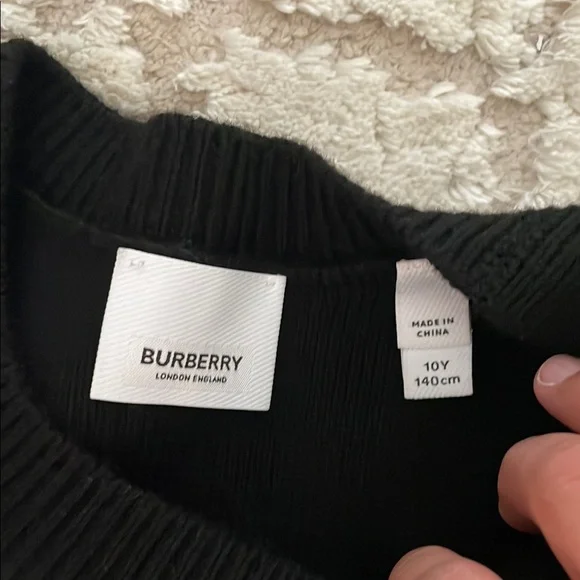 BURBERRY
LONDON ENGLAND
MADE IN
CHINA
10Y
140cm